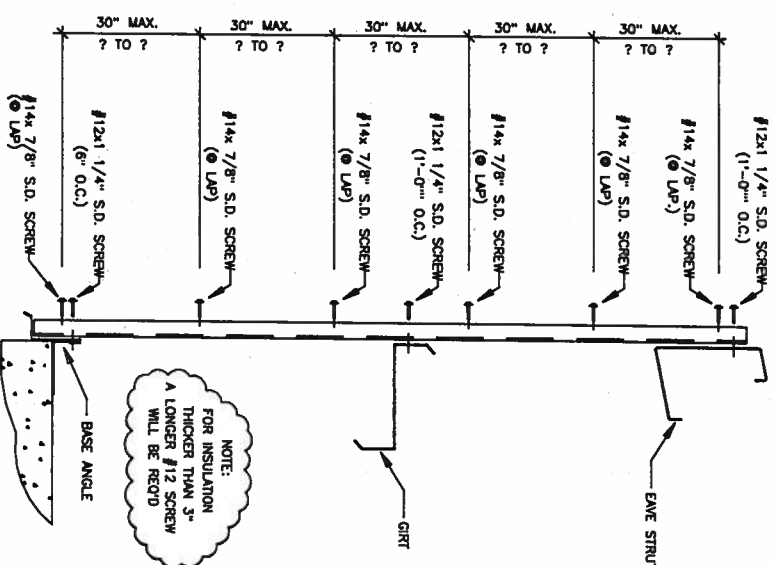 30" MAX.
? TO ?
30" MAX.
? TO ?
30" MAX.
? TO ?
30" MAX.
? TO ?
30" MAX.
? TO ?
#14x 7/8" S.D. SCREW
(@ LAP)
#12x1 1/4" S.D. SCREW
(6" O.C.)
#14x 7/8" S.D. SCREW
(@ LAP)
#14x 7/8" S.D. SCREW
(@ LAP)
#12x1 1/4" S.D. SCREW
(1'-0"" O.C.)
#14x 7/8" S.D. SCREW
(@ LAP)
#14x 7/8" S.D. SCREW
(@ LAP)
#14x 7/8" S.D. SCREW
(@ LAP.)
#12x1 1/4" S.D. SCREW
(1'-0"" O.C.)
BASE ANGLE
NOTE:
FOR INSULATION
THICKER THAN 3"
A LONGER #12 SCREW
WILL BE REQ'D
GIRT
EAVE STRUT